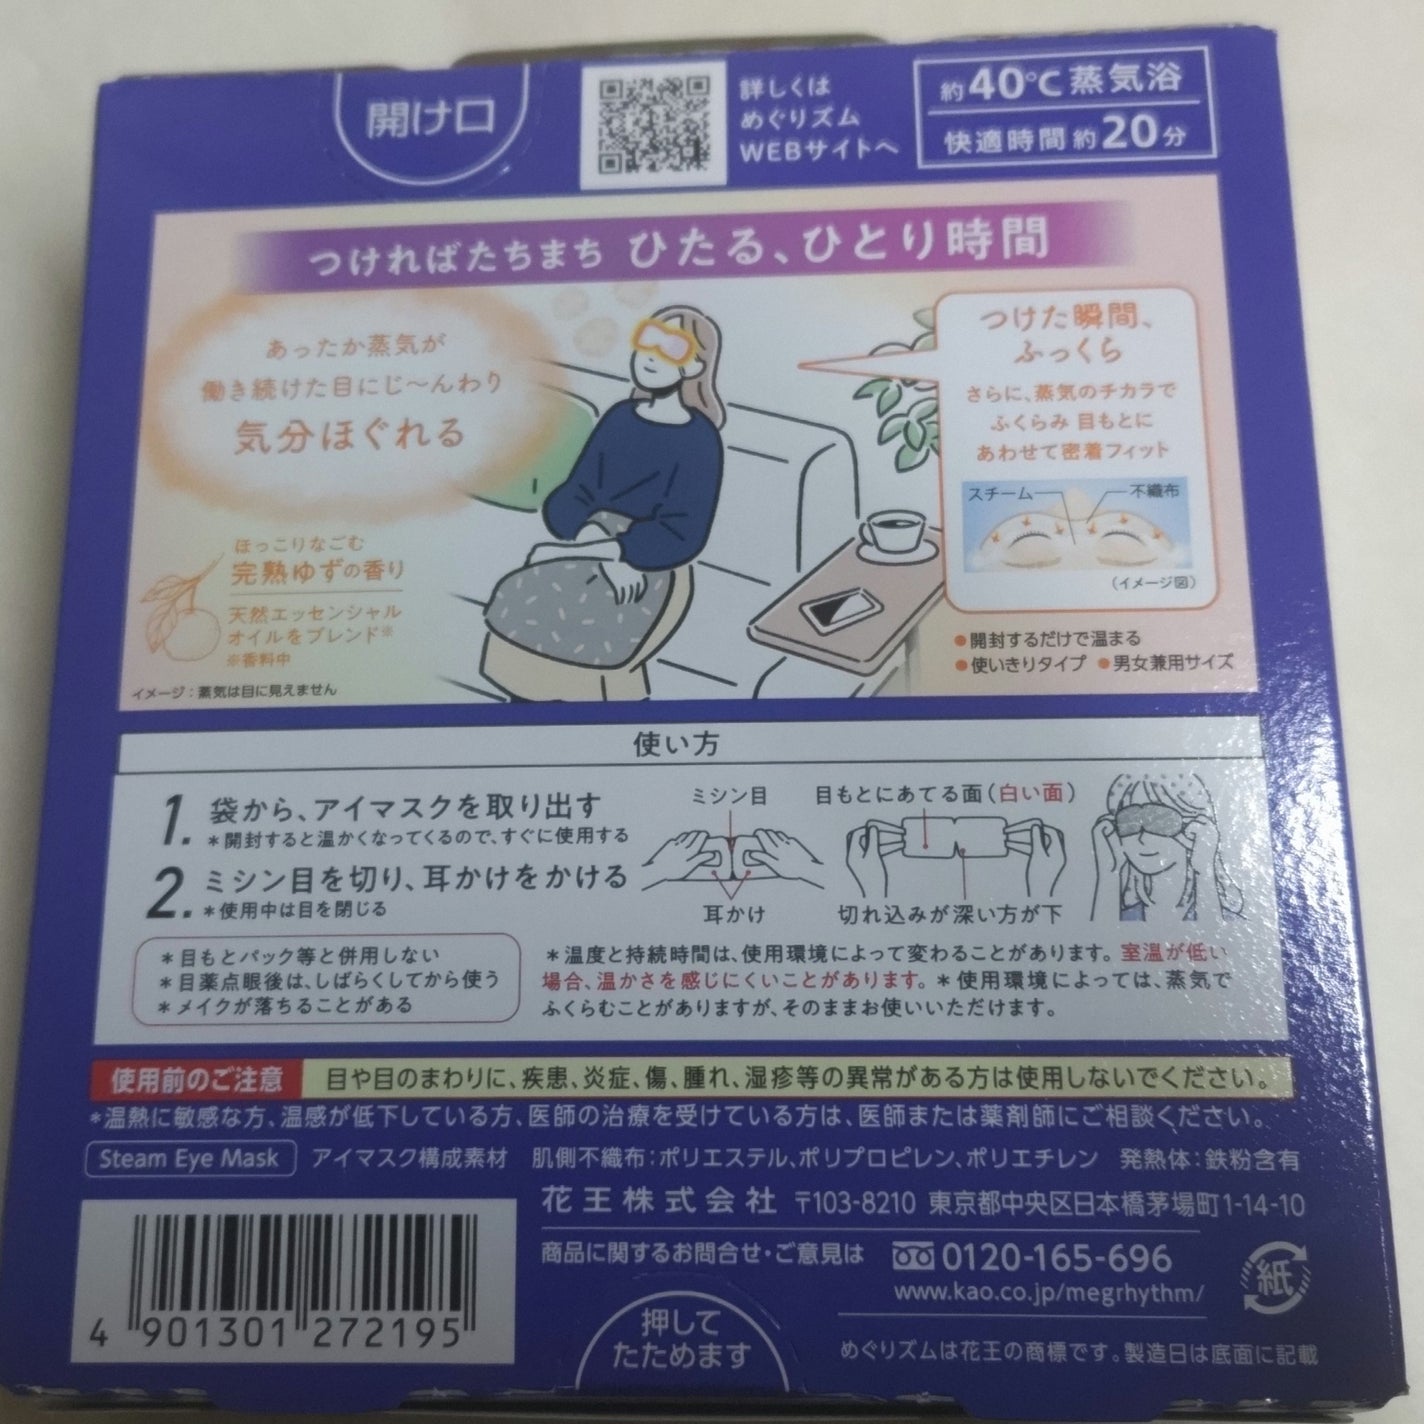 開け口
詳しくは
めぐりズム
WEBサイトへ
約40℃蒸気浴
快適時間約20分
つければたちまち ひたる、ひとり時間
あったか蒸気が
働き続けた目にじ〜んわり
気分ほぐれる
ほっこりなごむ
完熟ゆずの香り
天然エッセンシャル
オイルをブレンド※
※香料中
イメージ:蒸気は目に見えません
つけた瞬間、
ふっくら
さらに、蒸気のチカラで
ふくらみ 目もとに
あわせて密着フィット
スチーム 不織布
(イメージ図)
●開封するだけで温まる
●使いきりタイプ ●男女兼用サイズ
使い方
1. 袋から、アイマスクを取り出す
＊開封すると温かくなってくるので、すぐに使用する
2. ミシン目を切り、耳かけをかける
＊使用中は目を閉じる
ミシン目
耳かけ
目もとにあてる面(白い面)
切れ込みが深い方が下
＊目もとパック等と併用しない
＊目薬点眼後は、しばらくしてから使う
＊メイクが落ちることがある
＊温度と持続時間は、使用環境によって変わることがあります。室温が低い
場合、温かさを感じにくいことがあります。＊使用環境によっては、蒸気で
ふくらむことがありますが、そのままお使いいただけます。
使用前のご注意 目や目のまわりに、疾患、炎症、傷、腫れ、湿疹等の異常がある方は使用しないでください。
＊温熱に敏感な方、温感が低下している方、医師の治療を受けている方は、医師または薬剤師にご相談ください。
Steam Eye Mask アイマスク構成素材 肌側不織布:ポリエステル、ポリプロピレン、ポリエチレン 発熱体:鉄粉含有
花王株式会社 〒103-8210 東京都中央区日本橋茅場町1-14-10
商品に関するお問合せ・ご意見は 0120-165-696
www.kao.co.jp/megrhythm/
紙
4 901301 272195
押して
たためます
めぐりズムは花王の商標です。製造日は底面に記載